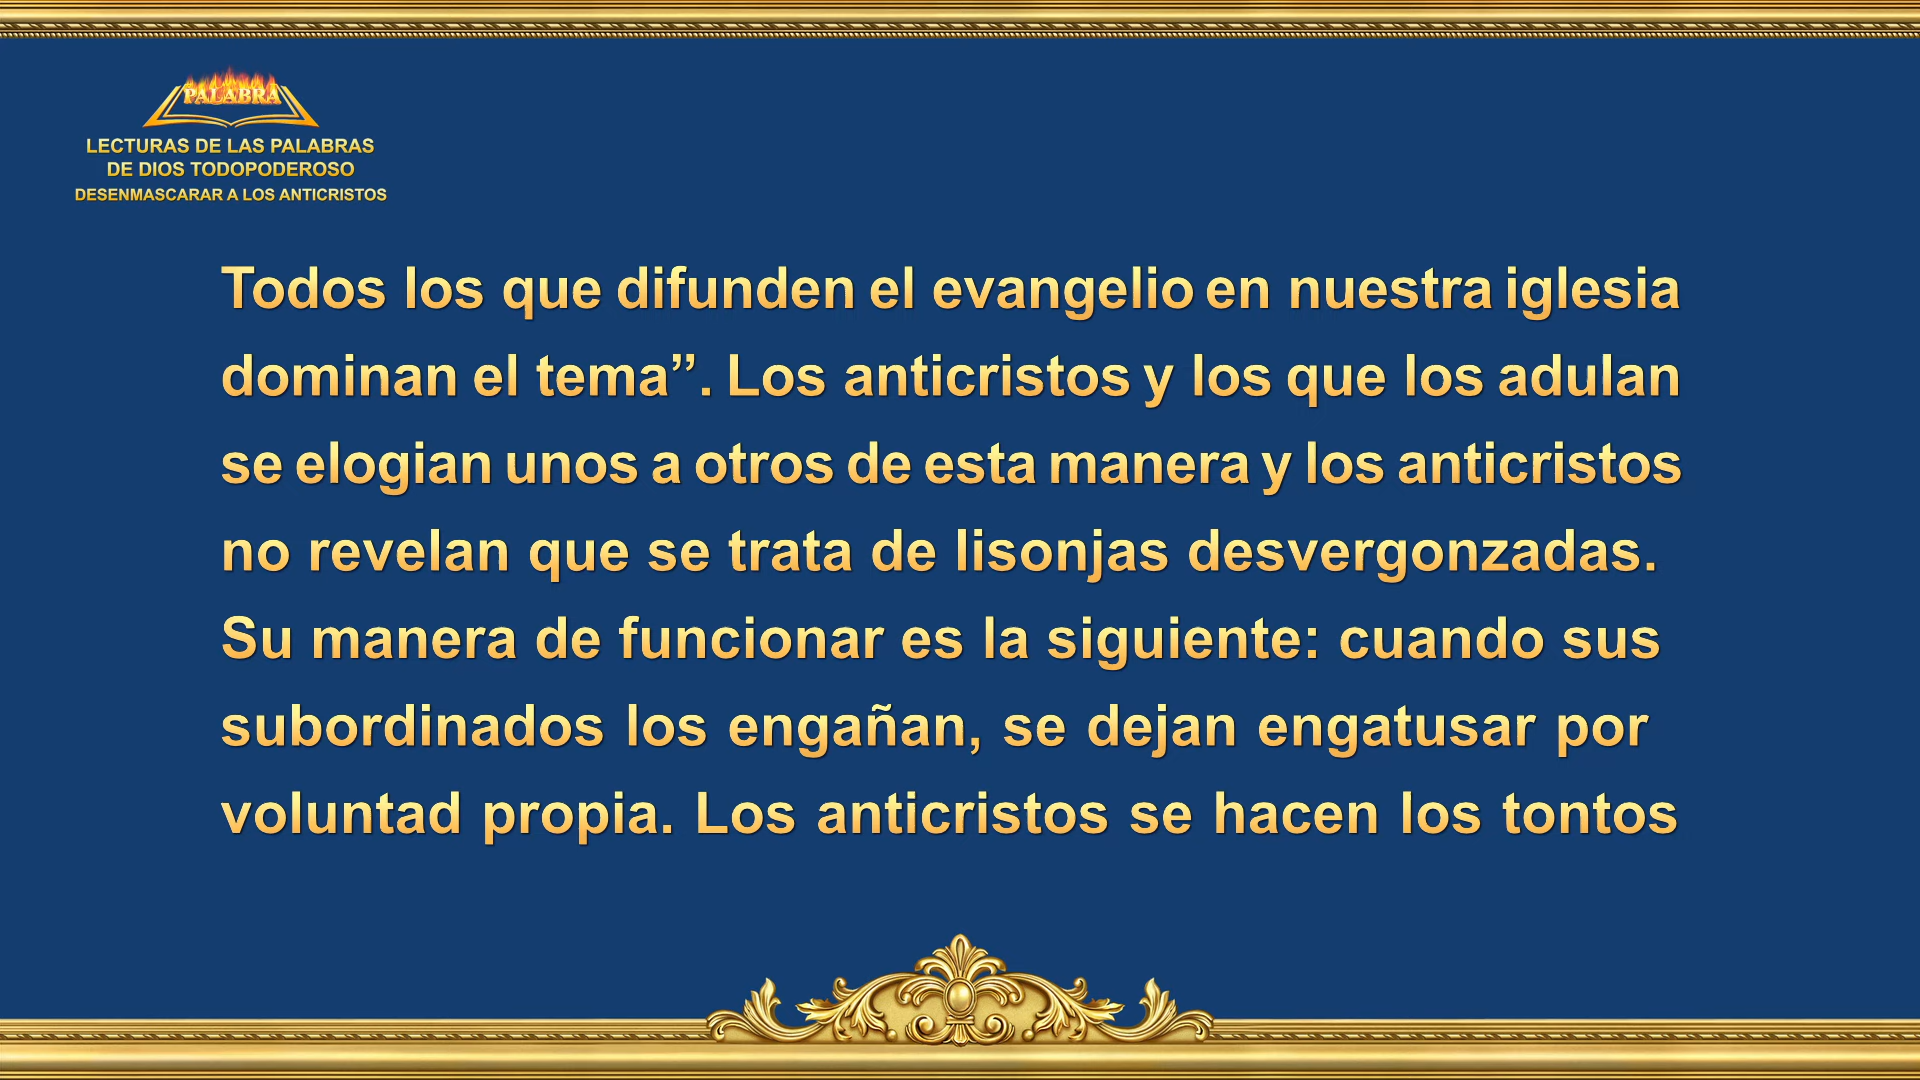 PALABRA
LECTURAS DE LAS PALABRAS
DE DIOS TODOPODEROSO
DESENMASCARAR A LOS ANTICRISTOS
Todos los que difunden el evangelio en nuestra iglesia
dominan el tema”. Los anticristos y los que los adulan
se elogian unos a otros de esta manera y los anticristos
no revelan que se trata de lisonjas desvergonzadas.
Su manera de funcionar es la siguiente: cuando sus
subordinados los engañan, se dejan engatusar por
voluntad propia. Los anticristos se hacen los tontos